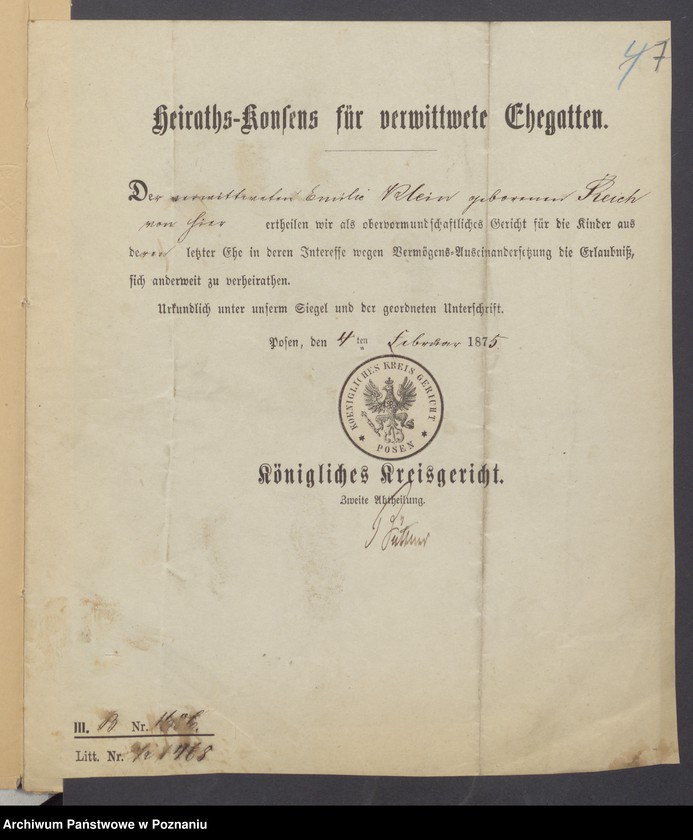 47
Heiraths-Konsens für verwittwete Ehegatten.
Der verwittweten Emilie Klein geborenen Reich
von hier ertheilen wir als obervormundschaftliches Gericht für die Kinder aus
deren letzter Ehe in deren Interesse wegen Vermögens-Auseinandersetzung die Erlaubniß,
sich anderweit zu verheirathen.
Urkundlich unter unserm Siegel und der geordneten Unterschrift.
Posen, den 4ten Februar 1875
KOENIGLICHES KREIS GERICHT
* POSEN *
Königliches Kreisgericht.
Zweite Abtheilung.
III. B Nr.
Litt. Nr.
Archiwum Państwowe w Poznaniu